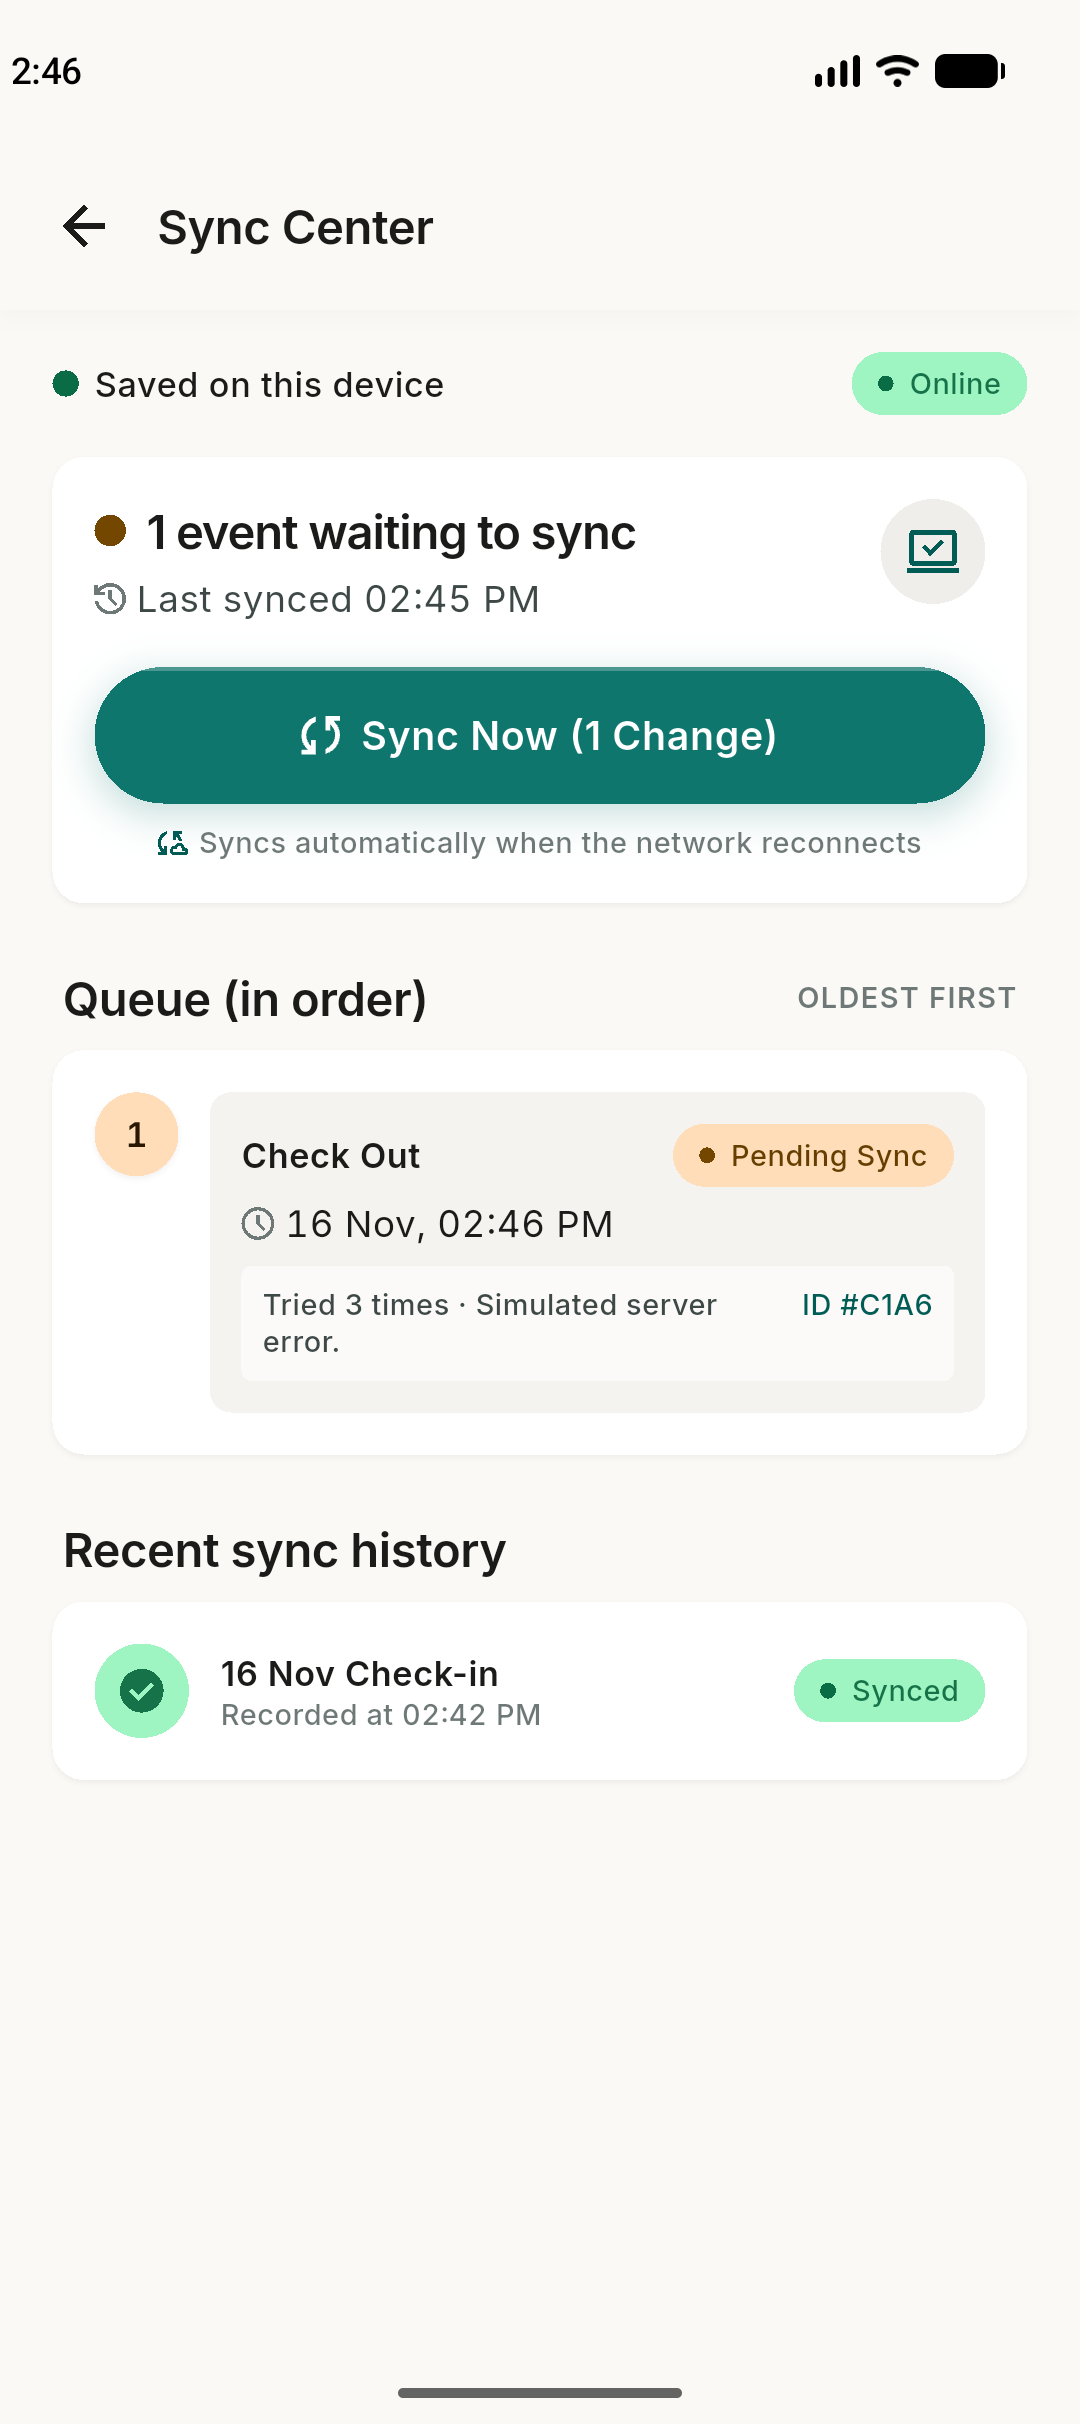 2:46
Sync Center
Saved on this device
Online
1 event waiting to sync
Last synced 02:45 PM
Sync Now (1 Change)
Syncs automatically when the network reconnects
Queue (in order)
OLDEST FIRST
1
Check Out
Pending Sync
16 Nov, 02:46 PM
Tried 3 times · Simulated server
error.
ID #C1A6
Recent sync history
16 Nov Check-in
Recorded at 02:42 PM
Synced